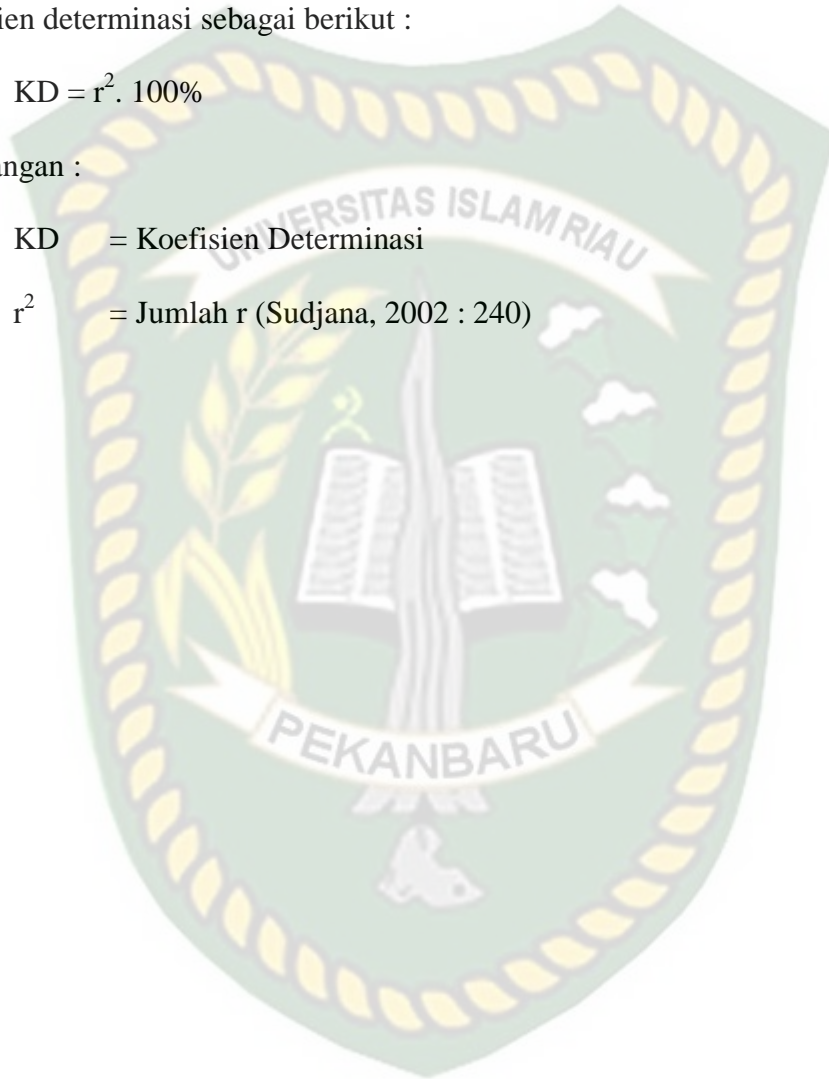 ien determinasi sebagai berikut :
KD = r². 100%
angan :
UNIVERSITAS ISLAM RIAU
KD = Koefisien Determinasi
r² = Jumlah r (Sudjana, 2002 : 240)
PEKANBARU